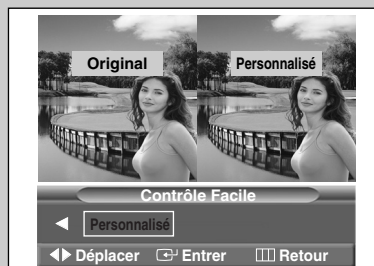 Original Personnalisé
Contrôle Facile
Personnalisé
Déplacer Entrer Retour